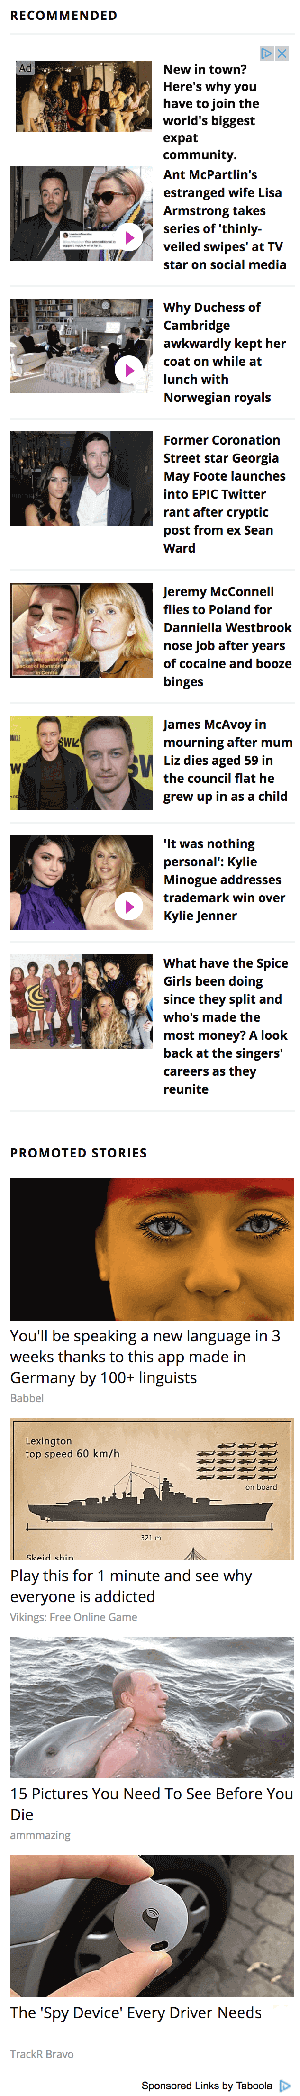 RECOMMENDED
Ad
New in town?
Here's why you
have to join the
world's biggest
expat
community.
Ant McPartlin's
estranged wife Lisa
Armstrong takes
series of 'thinly-
veiled swipes' at TV
star on social media
Why Duchess of
Cambridge
awkwardly kept her
coat on while at
lunch with
Norwegian royals
Former Coronation
Street star Georgia
May Foote launches
into EPIC Twitter
rant after cryptic
post from ex Sean
Ward
Jeremy McConnell
flies to Poland for
Danniella Westbrook
nose job after years
of cocaine and booze
binges
James McAvoy in
mourning after mum
Liz dies aged 59 in
the council flat he
grew up in as a child
'It was nothing
personal': Kylie
Minogue addresses
trademark win over
Kylie Jenner
What have the Spice
Girls been doing
since they split and
who's made the
most money? A look
back at the singers'
careers as they
reunite
PROMOTED STORIES
You'll be speaking a new language in 3
weeks thanks to this app made in
Germany by 100+ linguists
Babbel
Lexington
top speed 60 km/h
on board
321 m
Skeid ship
Play this for 1 minute and see why
everyone is addicted
Vikings: Free Online Game
15 Pictures You Need To See Before You
Die
ammmazing
The 'Spy Device' Every Driver Needs
TrackR Bravo
Sponsored Links by Taboola